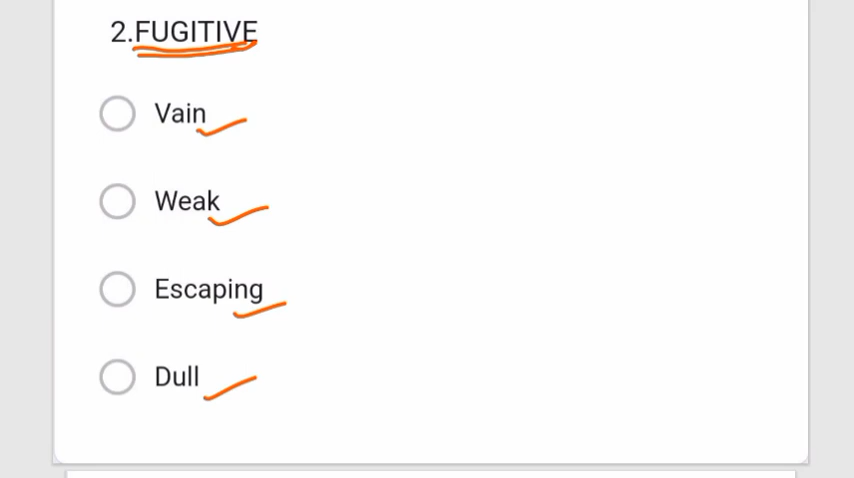 2.FUGITIVE
Vain
Weak
Escaping
Dull